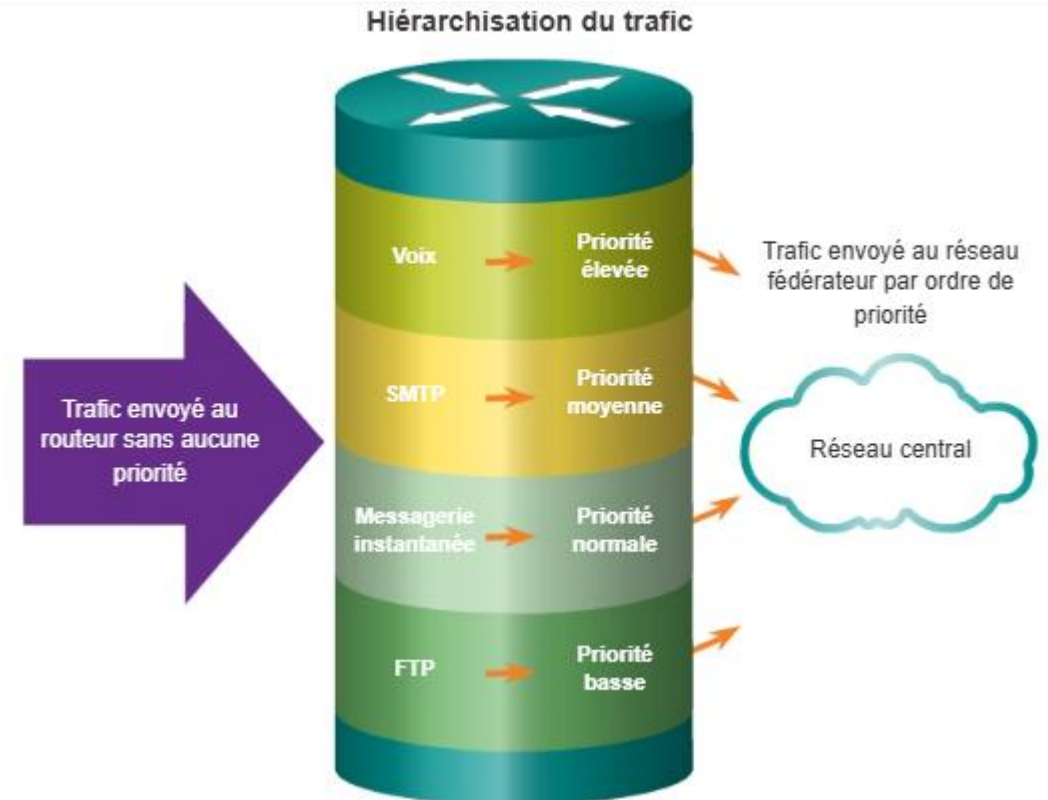 Hiérarchisation du trafic
Trafic envoyé au
routeur sans aucune
priorité
Voix
Priorité
élevée
SMTP
Priorité
moyenne
Messagerie
instantanée
Priorité
normale
FTP
Priorité
basse
Trafic envoyé au réseau
fédérateur par ordre de
priorité
Réseau central